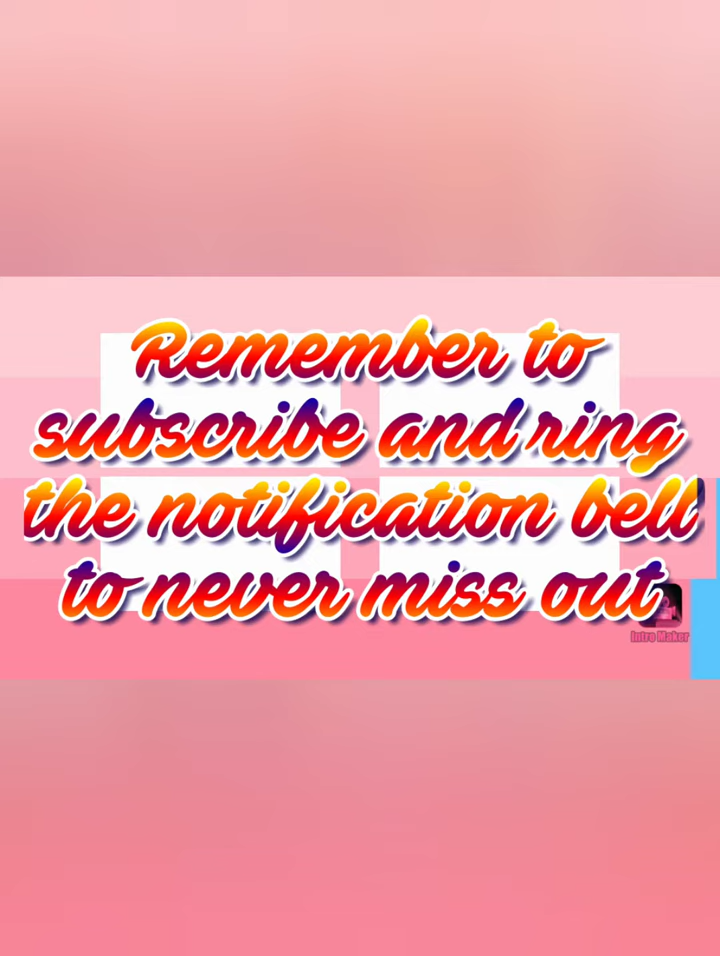 Remember to
subscribe and ring
the notification bell
to never miss out
Intro Maker